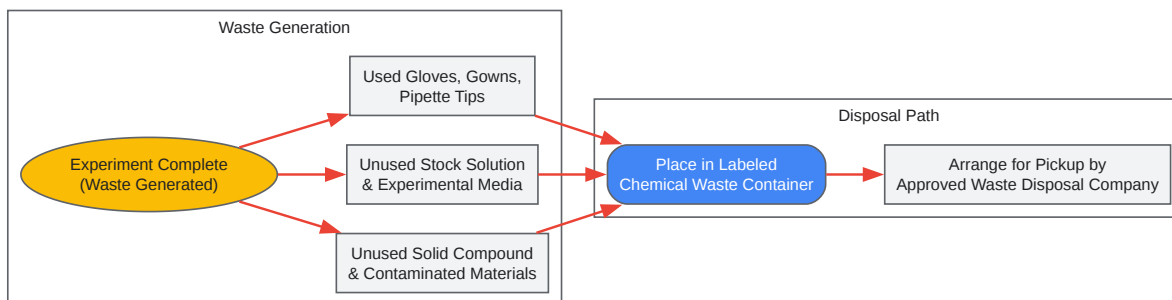 Waste Generation
Used Gloves, Gowns,
Pipette Tips
Disposal Path
Experiment Complete
(Waste Generated)
Unused Stock Solution
& Experimental Media
Place in Labeled
Chemical Waste Container
Arrange for Pickup by
Approved Waste Disposal Company
Unused Solid Compound
& Contaminated Materials